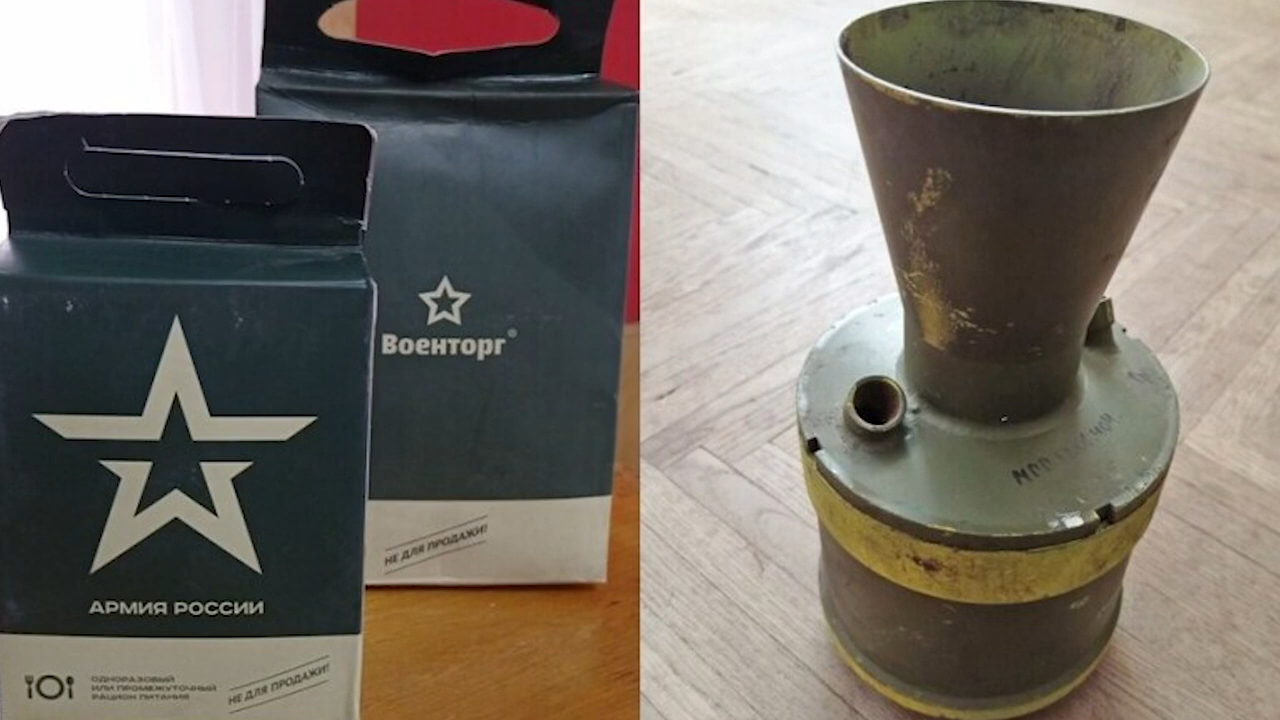 Военторг®
НЕ ДЛЯ ПРОДАЖИ!
АРМИЯ РОССИИ
ОДНОРАЗОВЫЙ
ИЛИ ПРОМЕЖУТОЧНЫЙ
РАЦИОН ПИТАНИЯ
НЕ ДЛЯ ПРОДАЖИ!